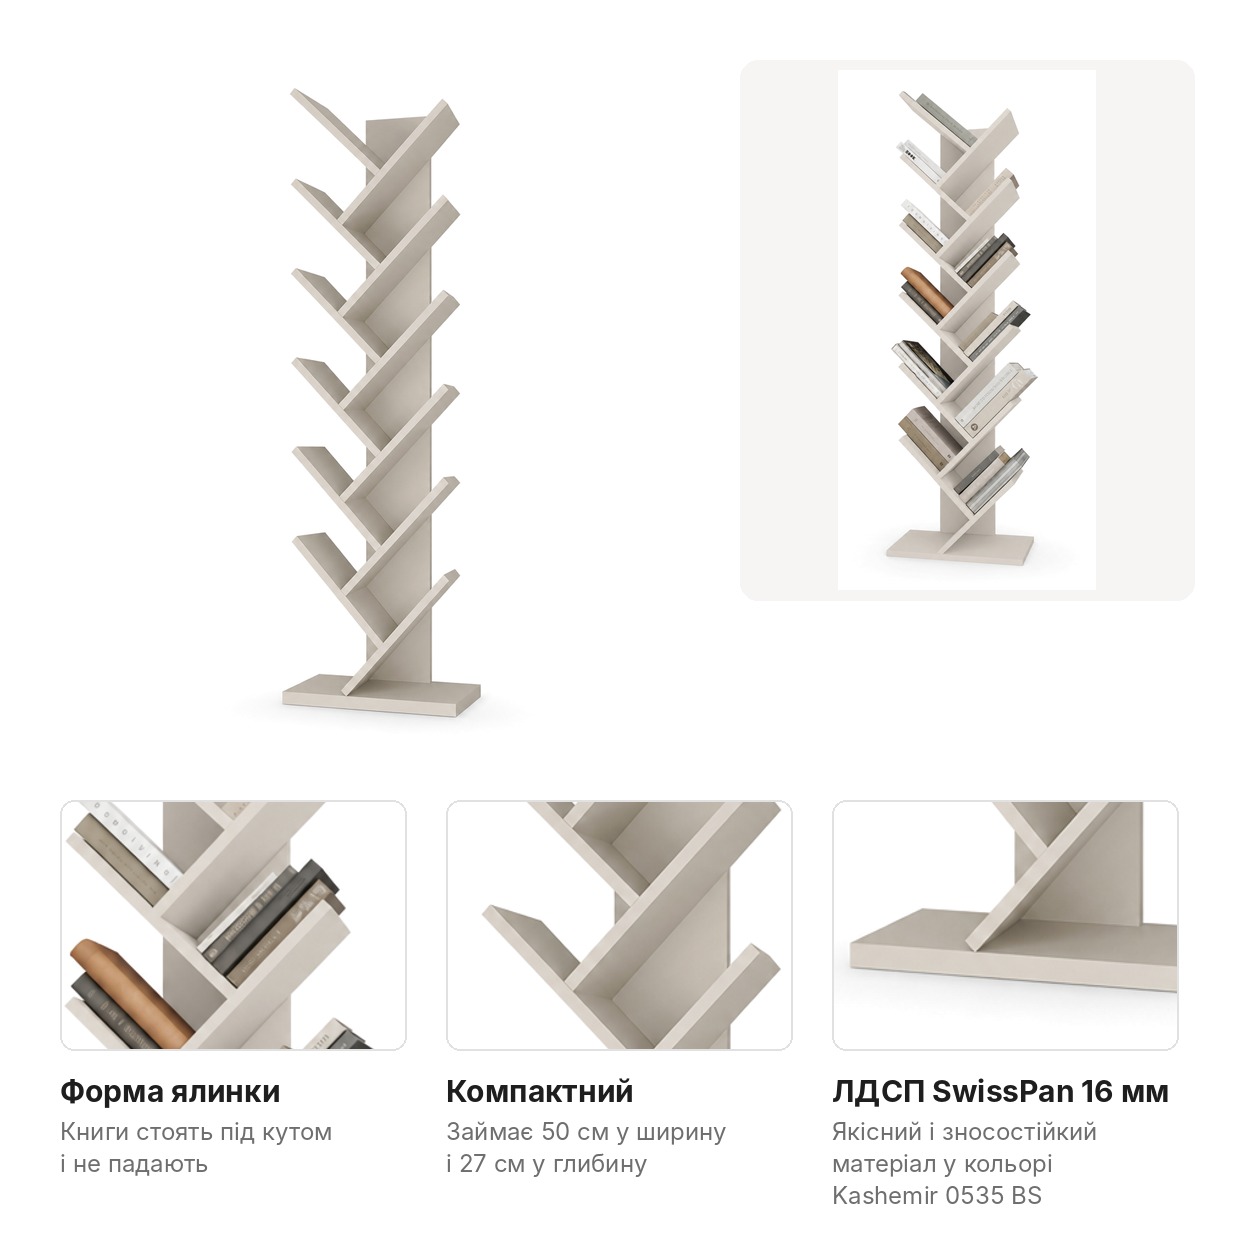 Форма ялинки
Книги стоять під кутом
і не падають
Компактний
Займає 50 см у ширину
і 27 см у глибину
ЛДСП SwissPan 16 мм
Якісний і зносостійкий
матеріал у кольорі
Kashemir 0535 BS